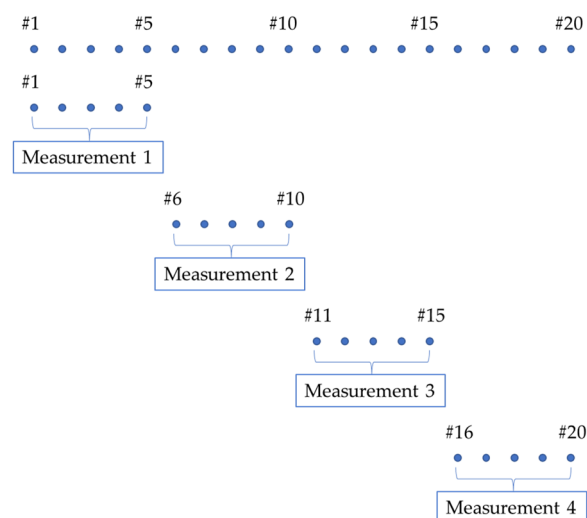 #1 #5 #10 #15 #20
#1 #5
Measurement 1
#6 #10
Measurement 2
#11 #15
Measurement 3
#16 #20
Measurement 4